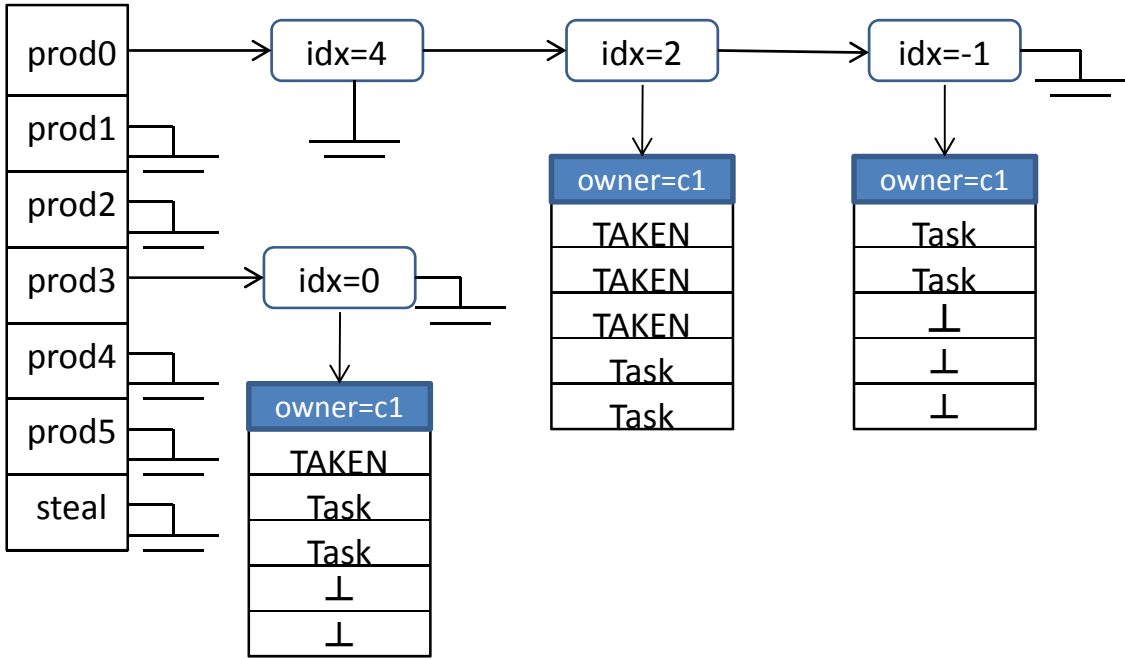 prod0
idx=4
idx=2
idx=-1
prod1
prod2
prod3
idx=0
prod4
prod5
steal
owner=c1
TAKEN
Task
Task
⊥
⊥
owner=c1
TAKEN
TAKEN
TAKEN
Task
Task
owner=c1
Task
Task
⊥
⊥
⊥